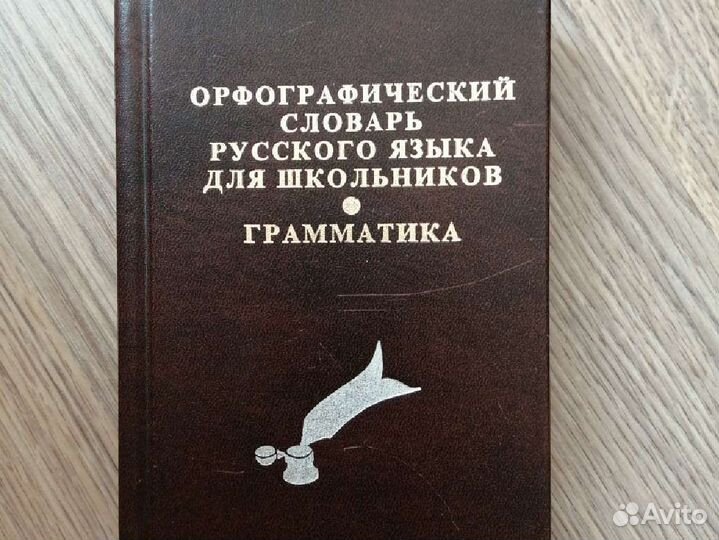 ОРФОГРАФИЧЕСКИЙ
СЛОВАРЬ
РУССКОГО ЯЗЫКА
ДЛЯ ШКОЛЬНИКОВ
ГРАММАТИКА
Avito